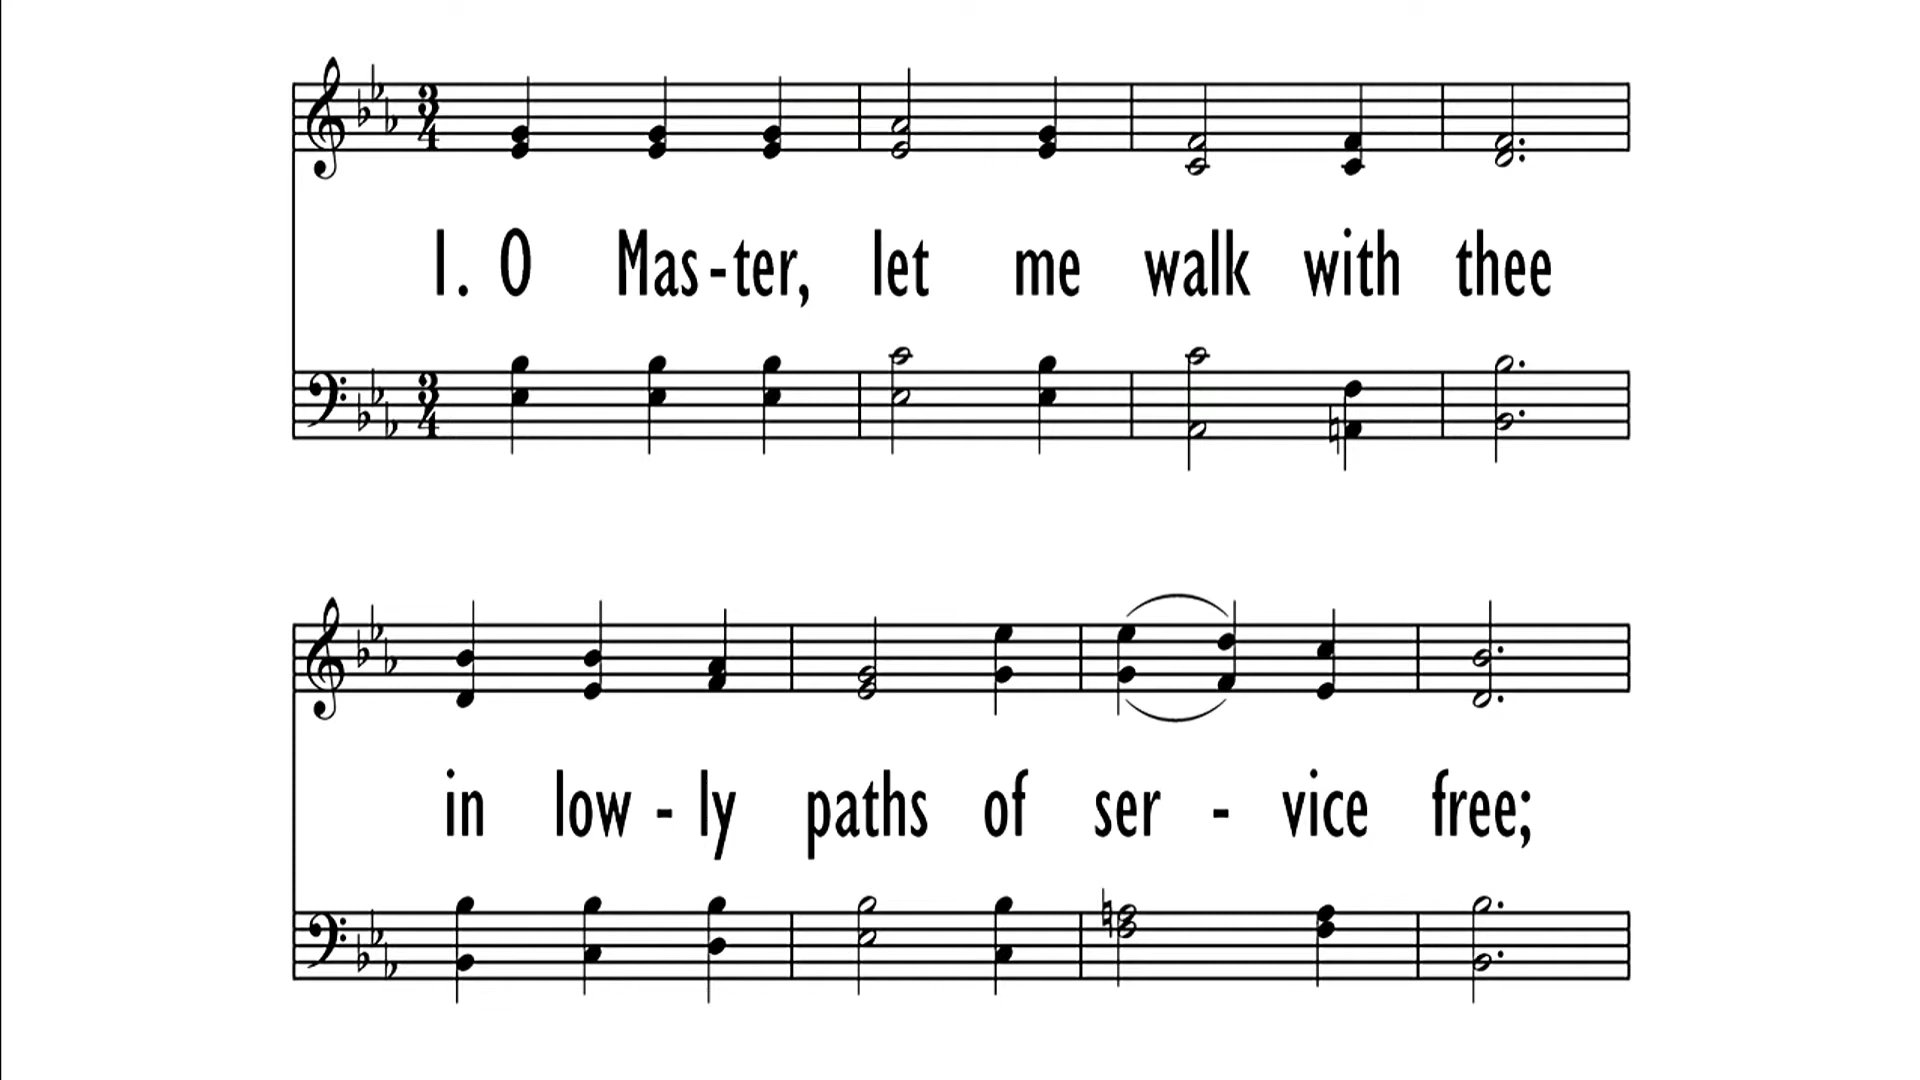 1. O Mas-ter, let me walk with thee
in low - ly paths of ser - vice free;